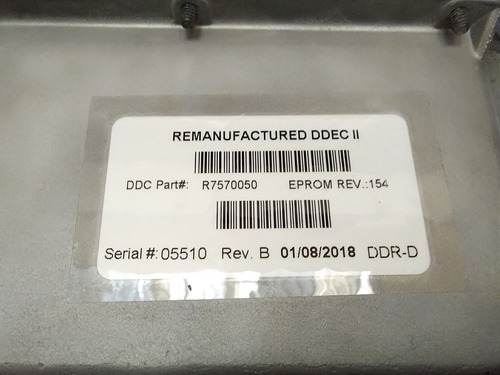 REMANUFACTURED DDEC II
DDC Part#: R7570050 EPROM REV.:154
Serial #: 05510 Rev. B 01/08/2018 DDR-D